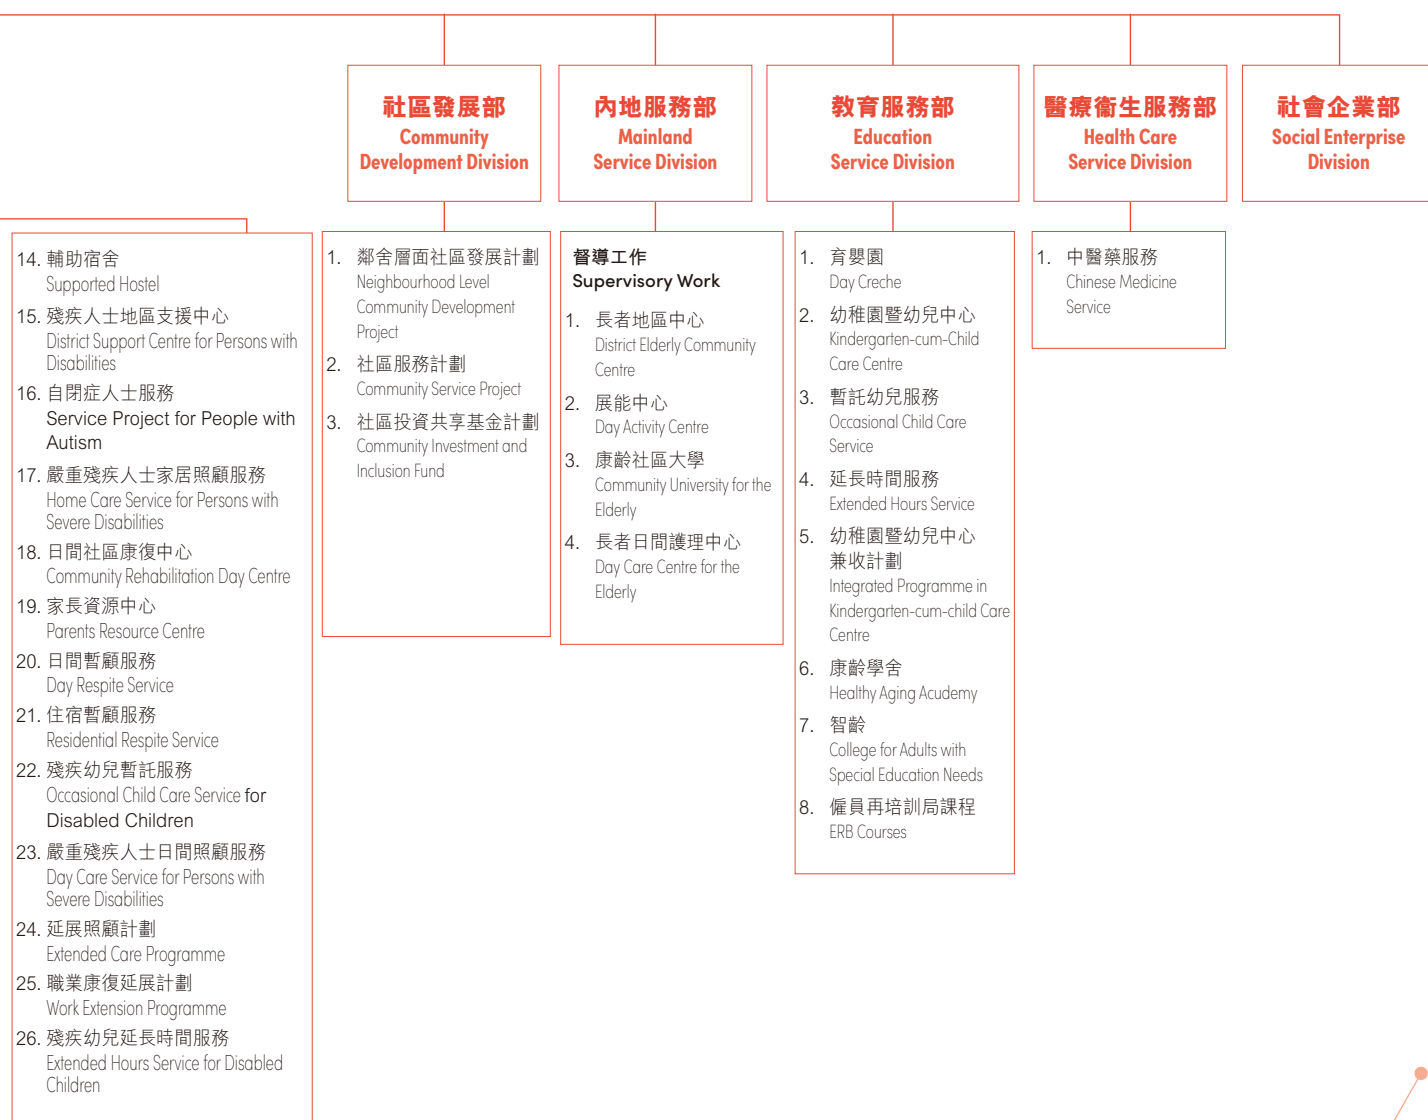 社區發展部
Community
Development Division
內地服務部
Mainland
Service Division
教育服務部
Education
Service Division
醫療衞生服務部
Health Care
Service Division
社會企業部
Social Enterprise
Division
14. 輔助宿舍
Supported Hostel
15. 殘疾人士地區支援中心
District Support Centre for Persons with
Disabilities
16. 自閉症人士服務
Service Project for People with
Autism
17. 嚴重殘疾人士家居照顧服務
Home Care Service for Persons with
Severe Disabilities
18. 日間社區康復中心
Community Rehabilitation Day Centre
19. 家長資源中心
Parents Resource Centre
20. 日間暫顧服務
Day Respite Service
21. 住宿暫顧服務
Residential Respite Service
22. 殘疾幼兒暫託服務
Occasional Child Care Service for
Disabled Children
23. 嚴重殘疾人士日間照顧服務
Day Care Service for Persons with
Severe Disabilities
24. 延展照顧計劃
Extended Care Programme
25. 職業康復延展計劃
Work Extension Programme
26. 殘疾幼兒延長時間服務
Extended Hours Service for Disabled
Children
1. 鄰舍層面社區發展計劃
Neighbourhood Level
Community Development
Project
2. 社區服務計劃
Community Service Project
3. 社區投資共享基金計劃
Community Investment and
Inclusion Fund
督導工作
Supervisory Work
1. 長者地區中心
District Elderly Community
Centre
2. 展能中心
Day Activity Centre
3. 康齡社區大學
Community University for the
Elderly
4. 長者日間護理中心
Day Care Centre for the
Elderly
1. 育嬰園
Day Creche
2. 幼稚園暨幼兒中心
Kindergarten-cum-Child
Care Centre
3. 暫託幼兒服務
Occasional Child Care
Service
4. 延長時間服務
Extended Hours Service
5. 幼稚園暨幼兒中心
兼收計劃
Integrated Programme in
Kindergarten-cum-child Care
Centre
6. 康齡學舍
Healthy Aging Acudemy
7. 智齡
College for Adults with
Special Education Needs
8. 僱員再培訓局課程
ERB Courses
1. 中醫藥服務
Chinese Medicine
Service